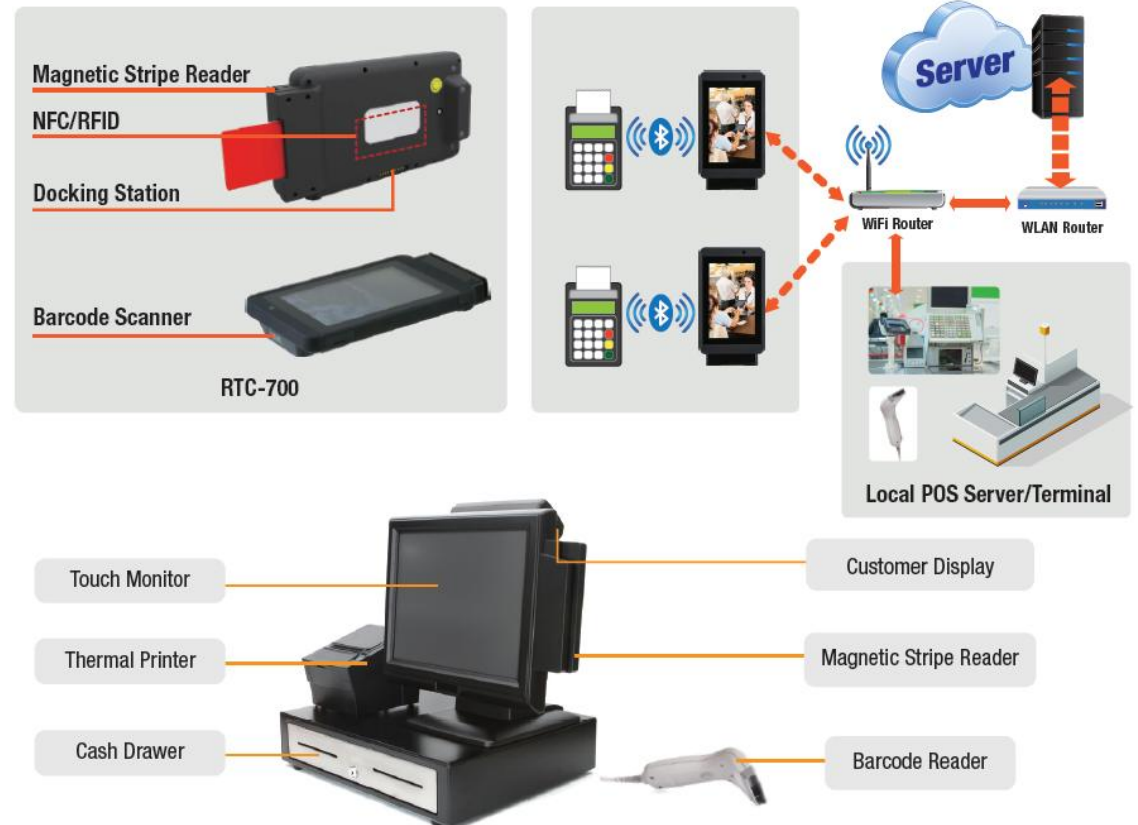 Magnetic Stripe Reader
NFC/RFID
Docking Station
Barcode Scanner
RTC-700
Server
WiFi Router
WLAN Router
Local POS Server/Terminal
Touch Monitor
Thermal Printer
Cash Drawer
Customer Display
Magnetic Stripe Reader
Barcode Reader